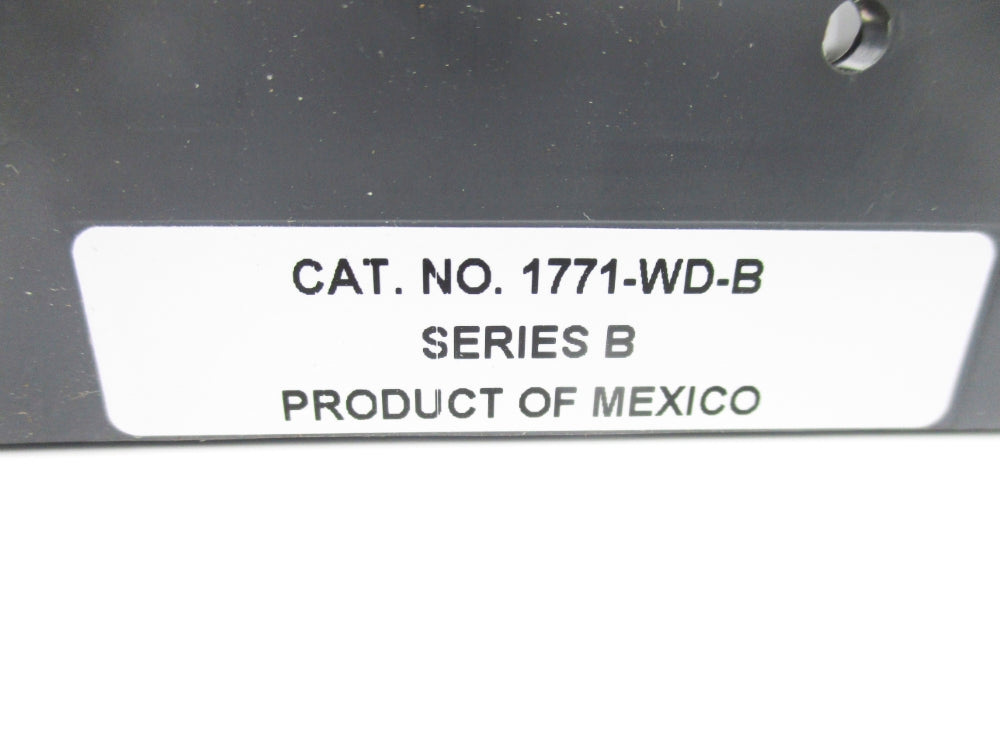 CAT. NO. 1771-WD-B
SERIES B
PRODUCT OF MEXICO